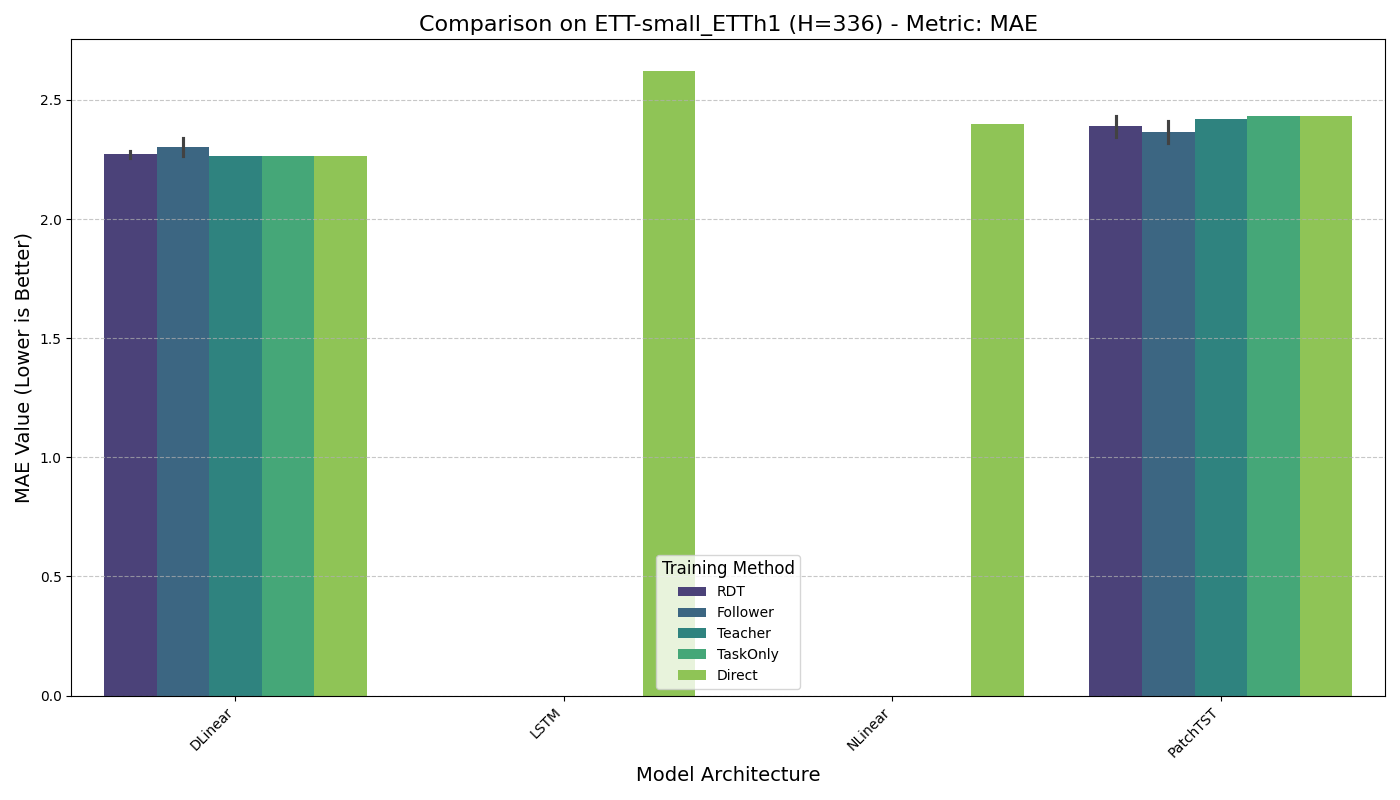 Comparison on ETT-small_ETTh1 (H=336) - Metric: MAE
MAE Value (Lower is Better)
2.5
2.0
1.5
1.0
0.5
0.0
Training Method
RDT
Follower
Teacher
TaskOnly
Direct
DLinear
LSTM
NLinear
PatchTST
Model Architecture